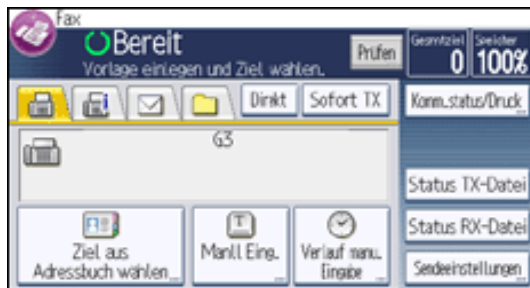 Fax
Bereit
Vorlage einlegen und Ziel wählen.
Prüfen
Gesamtziel
0
Speicher
100%
Direkt
Sofort TX
Komm.status/Druck
G3
Status TX-Datei
Status RX-Datei
Ziel aus
Adressbuch wählen
T
Manll Eing.
Verlauf manu.
Eingabe
Sendeeinstellungen